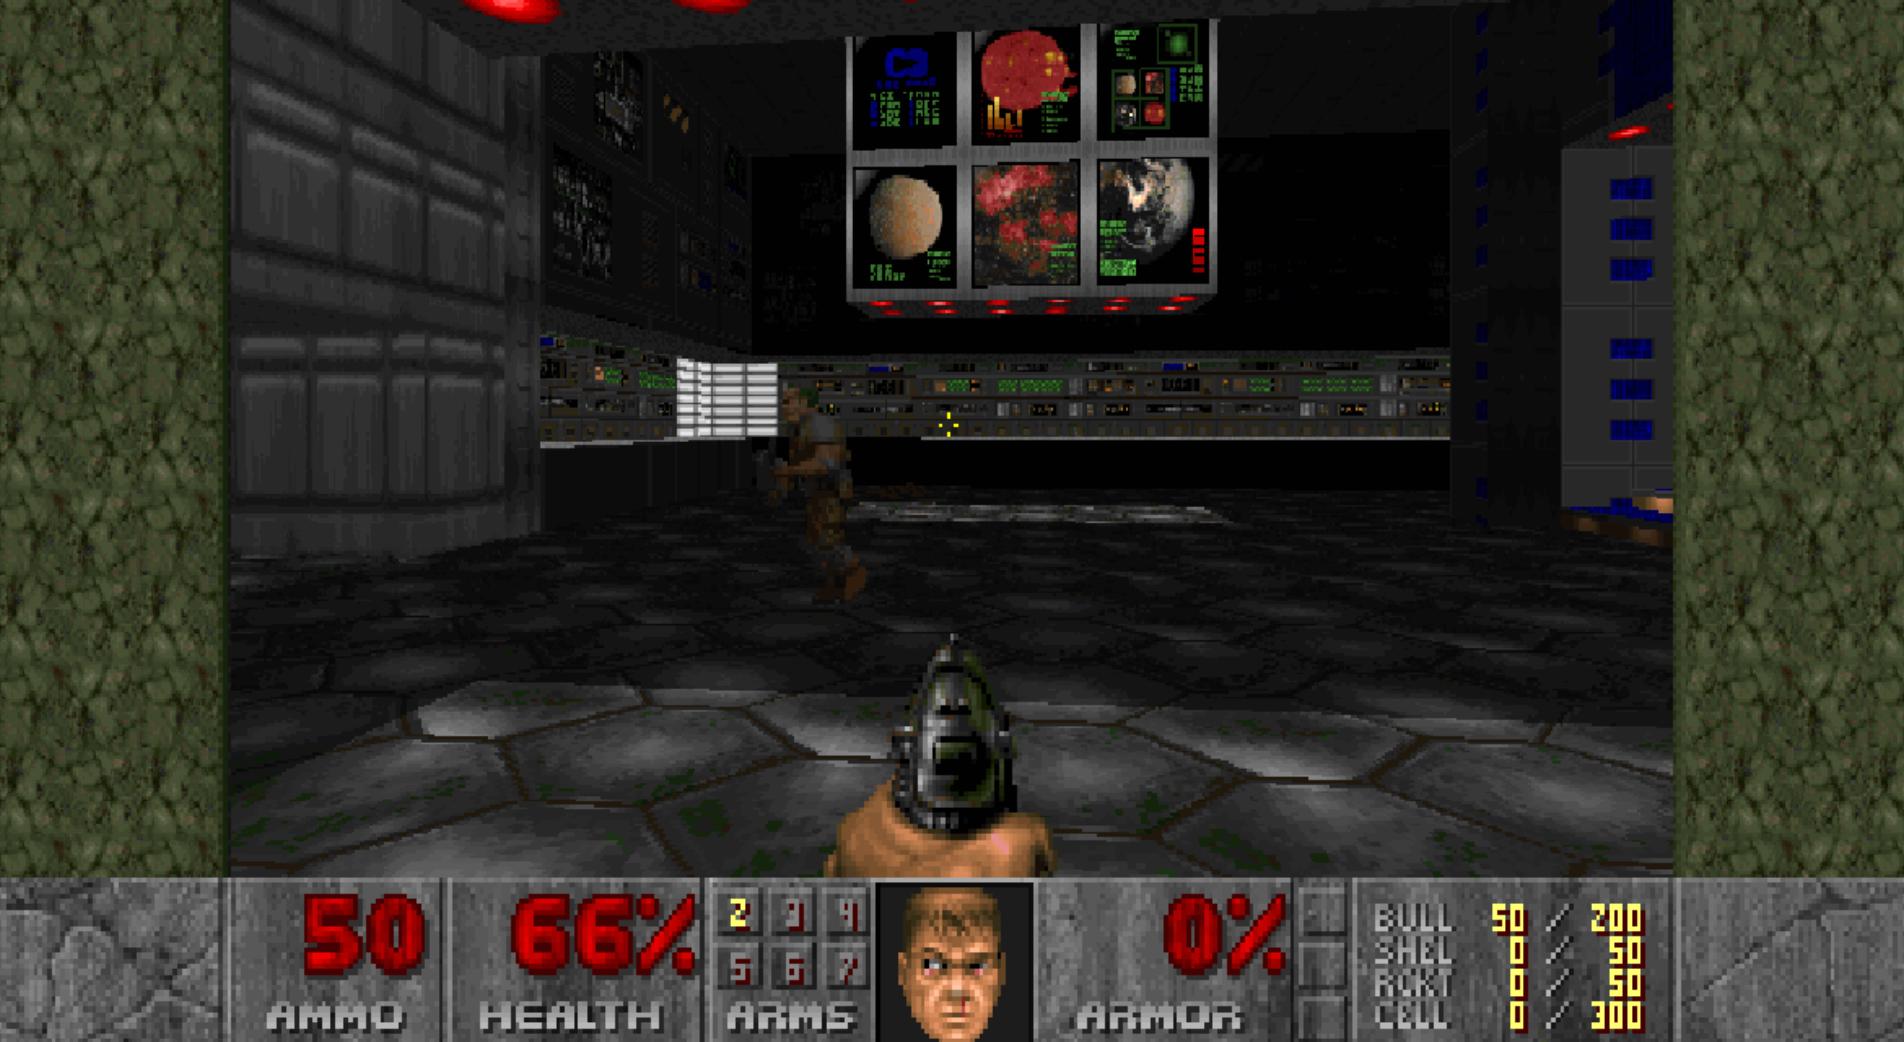 50
AMMO
66%
HEALTH
2 3 4
5 6 7
ARMS
0%
ARMOR
BULL 50 / 200
SHEL 0 / 50
RCKT 0 / 50
CELL 0 / 300